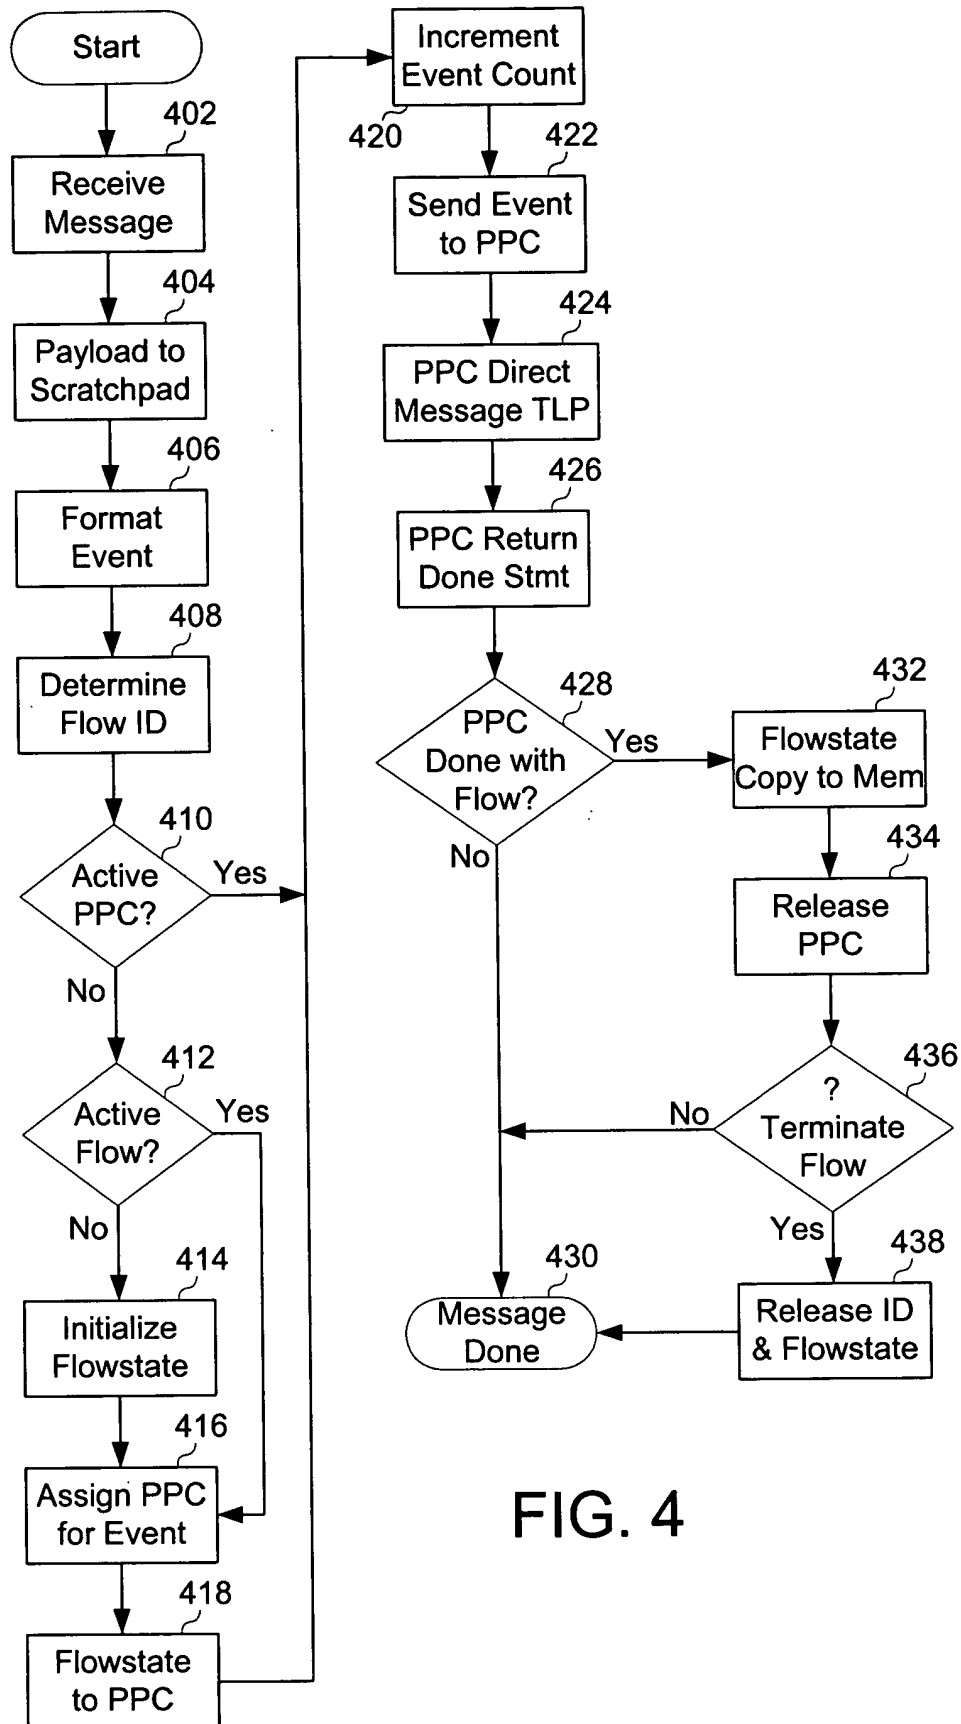 Start
402
Receive
Message
404
Payload to
Scratchpad
406
Format
Event
408
Determine
Flow ID
410
Active
PPC?
Yes
No
412
Active
Flow?
Yes
No
414
Initialize
Flowstate
416
Assign PPC
for Event
418
Flowstate
to PPC
Increment
Event Count
420
422
Send Event
to PPC
424
PPC Direct
Message TLP
426
PPC Return
Done Stmt
428
PPC
Done with
Flow?
Yes
No
432
Flowstate
Copy to Mem
434
Release
PPC
436
?
Terminate
Flow
No
Yes
438
Release ID
& Flowstate
430
Message
Done
FIG. 4